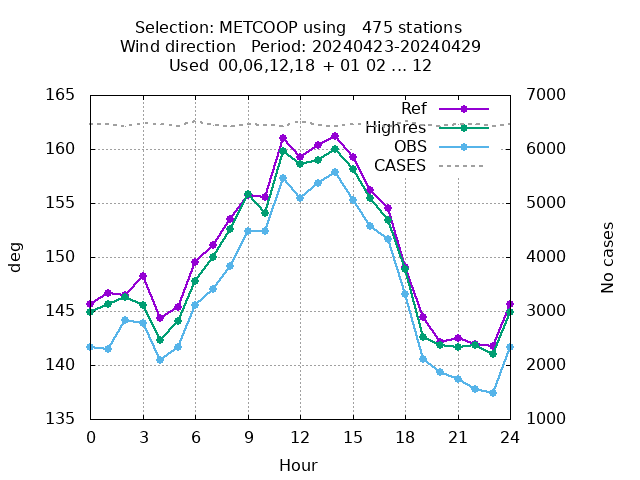 Selection: METCOOP using   475 stations
Wind direction   Period: 20240423-20240429
Used  00,06,12,18 + 01 02 ... 12
165
160
155
150
145
140
135
deg
7000
6000
5000
4000
3000
2000
1000
No cases
Ref
Highres
OBS
CASES
0 3 6 9 12 15 18 21 24
Hour